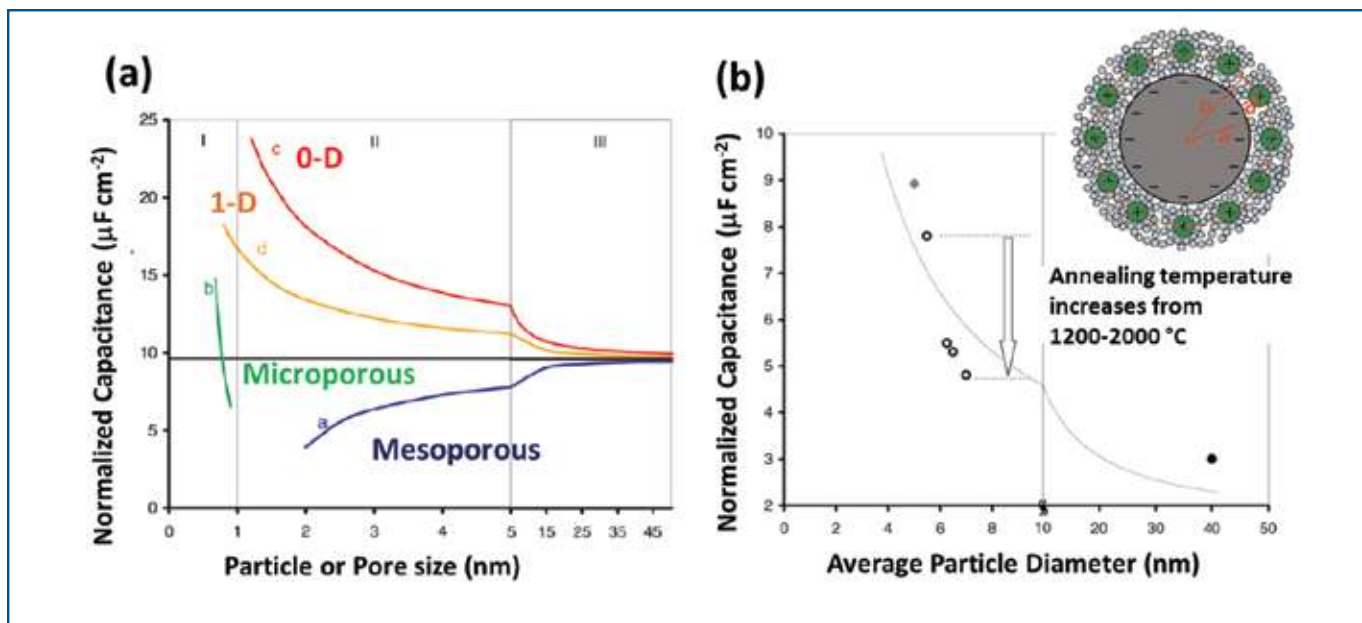 (a)
Normalized Capacitance (µF cm⁻²)
25
20
15
10
5
0
I
II
III
c
0-D
1-D
d
b
Microporous
a
Mesoporous
0 1 2 3 4 5 15 25 35 45
Particle or Pore size (nm)
(b)
Normalized Capacitance (µF cm⁻²)
10
9
8
7
6
5
4
3
2
b
d
a
Annealing temperature
increases from
1200-2000 °C
0 2 4 6 8 10 20 30 40 50
Average Particle Diameter (nm)